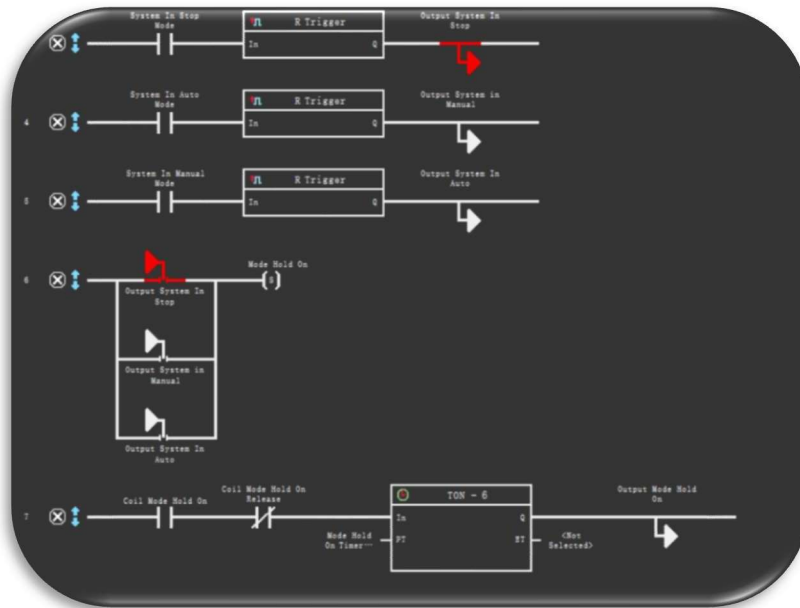 System In Stop
Mode
R Trigger
In
Q
Output System In
Stop
4
System In Auto
Mode
R Trigger
In
Q
Output System in
Manual
5
System In Manual
Mode
R Trigger
In
Q
Output System In
Auto
6
Output System In
Stop
Mode Hold On
S
Output System in
Manual
Output System In
Auto
7
Coil Mode Hold On
Coil Mode Hold On
Release
TON - 6
In
Q
Mode Hold
On Timer...
PT
ET
<Not
Selected>
Output Mode Hold
On